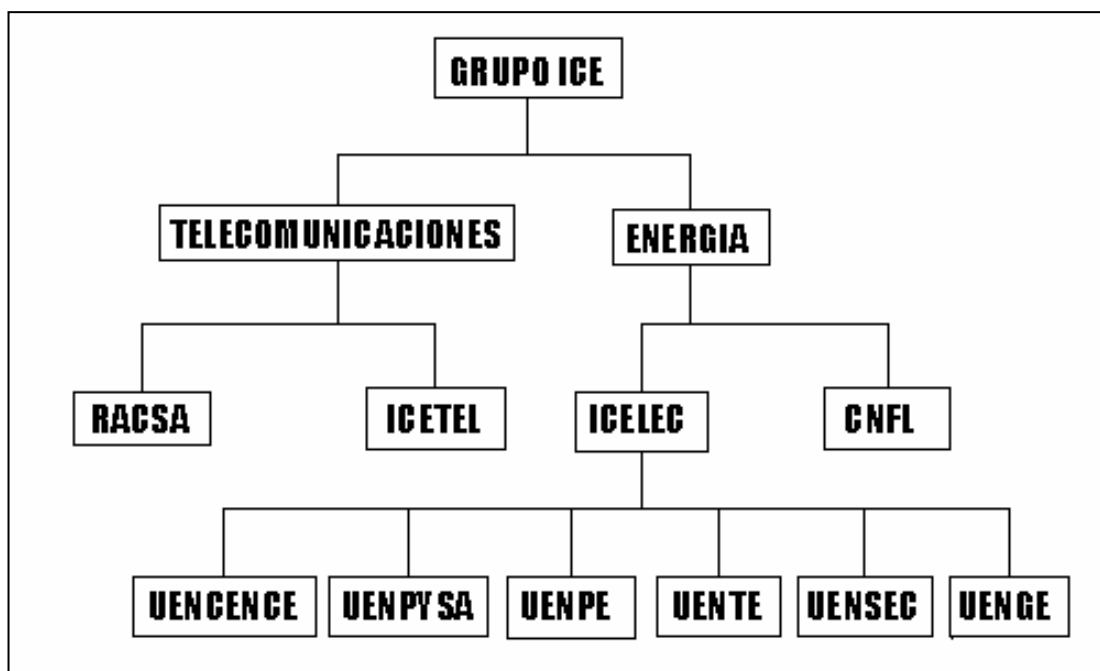 GRUPO ICE
TELECOMUNICACIONES
ENERGIA
RACSA
ICETEL
ICELEC
CNFL
UENCENCE
UENPYSA
UENPE
UENTE
UENSEC
UENGE